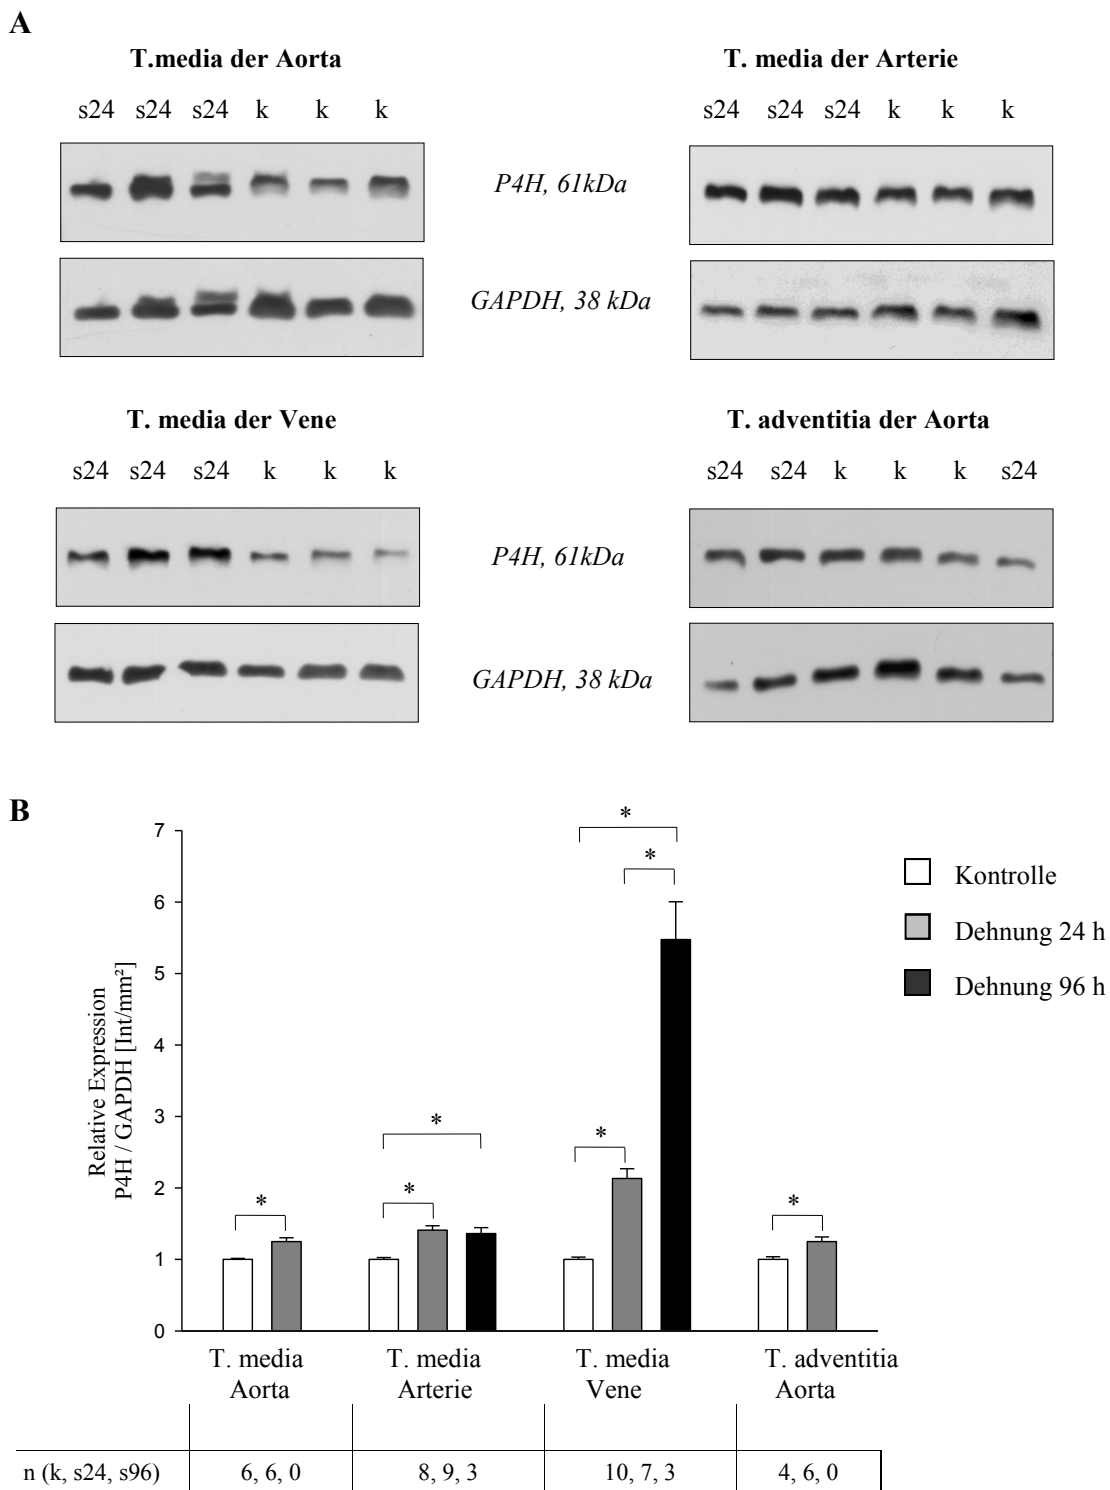 A
T.media der Aorta
T. media der Arterie
s24 s24 s24 k k k
s24 s24 s24 k k k
P4H, 61kDa
GAPDH, 38 kDa
T. media der Vene
T. adventitia der Aorta
s24 s24 s24 k k k
s24 s24 k k k s24
P4H, 61kDa
GAPDH, 38 kDa
B
7
6
5
4
3
2
1
0
Relative Expression
P4H / GAPDH [Int/mm²]
*
*
*
*
*
*
*
Kontrolle
Dehnung 24 h
Dehnung 96 h
T. media
Aorta
T. media
Arterie
T. media
Vene
T. adventitia
Aorta
n (k, s24, s96) 6, 6, 0 8, 9, 3 10, 7, 3 4, 6, 0